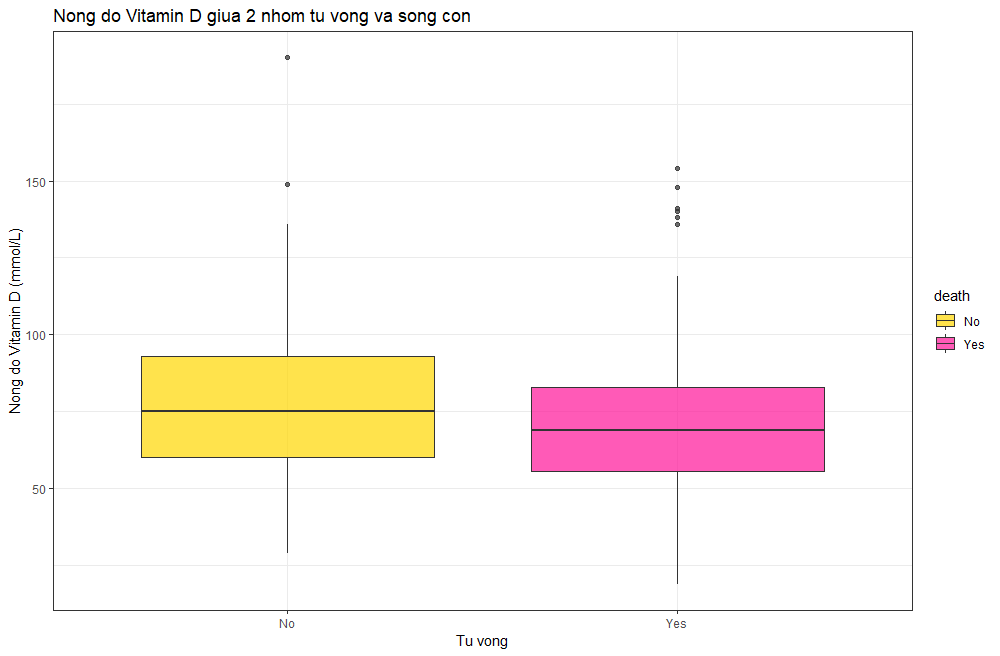 Nong do Vitamin D giua 2 nhom tu vong va song con
Nong do Vitamin D (mmol/L)
150
100
50
No
Yes
Tu vong
death
No
Yes